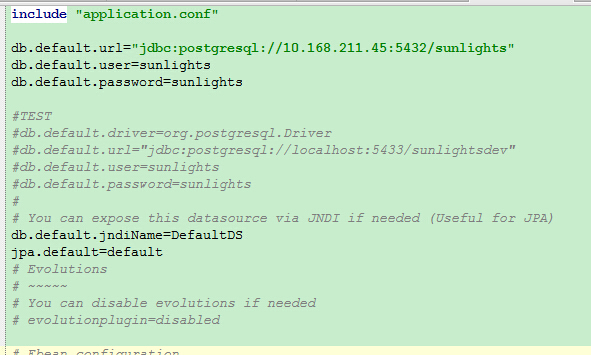 include "application.conf"
db.default.url="jdbc:postgresql://10.168.211.45:5432/sunlights"
db.default.user=sunlights
db.default.password=sunlights
#TEST
#db.default.driver=org.postgresql.Driver
#db.default.url="jdbc:postgresql://localhost:5433/sunlightsdev"
#db.default.user=sunlights
#db.default.password=sunlights
#
# You can expose this datasource via JNDI if needed (Useful for JPA)
db.default.jndiName=DefaultDS
jpa.default=default
# Evolutions
# ~~~~~
# You can disable evolutions if needed
# evolutionplugin=disabled
# Ebean configuration